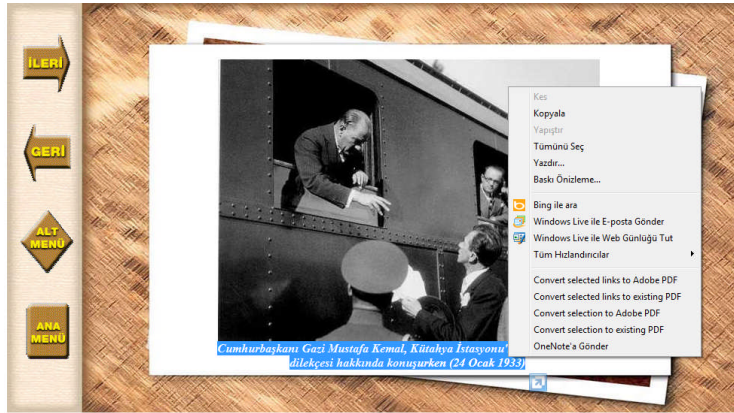 İLERİ
GERİ
ALT
MENÜ
ANA
MENÜ
Cumhurbaşkanı Gazi Mustafa Kemal, Kütahya İstasyonu'
dilekçesi hakkında konuşurken (24 Ocak 1933)
Kes
Kopyala
Yapıştır
Tümünü Seç
Yazdır...
Baskı Önizleme...
Bing ile ara
Windows Live ile E-posta Gönder
Windows Live ile Web Günlüğü Tut
Tüm Hızlandırıcılar
Convert selected links to Adobe PDF
Convert selected links to existing PDF
Convert selection to Adobe PDF
Convert selection to existing PDF
OneNote'a Gönder